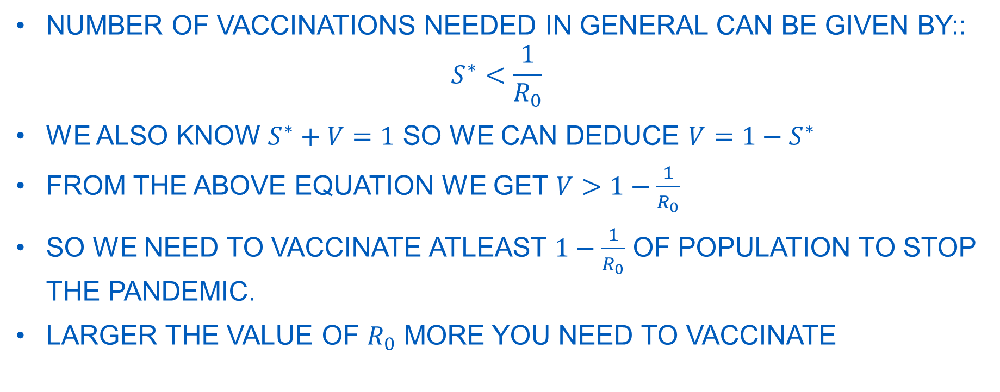 • NUMBER OF VACCINATIONS NEEDED IN GENERAL CAN BE GIVEN BY::
$S^* < \frac{1}{R_0}$
• WE ALSO KNOW $S^* + V = 1$ SO WE CAN DEDUCE $V = 1 - S^*$
• FROM THE ABOVE EQUATION WE GET $V > 1 - \frac{1}{R_0}$
• SO WE NEED TO VACCINATE ATLEAST $1 - \frac{1}{R_0}$ OF POPULATION TO STOP
THE PANDEMIC.
• LARGER THE VALUE OF $R_0$ MORE YOU NEED TO VACCINATE